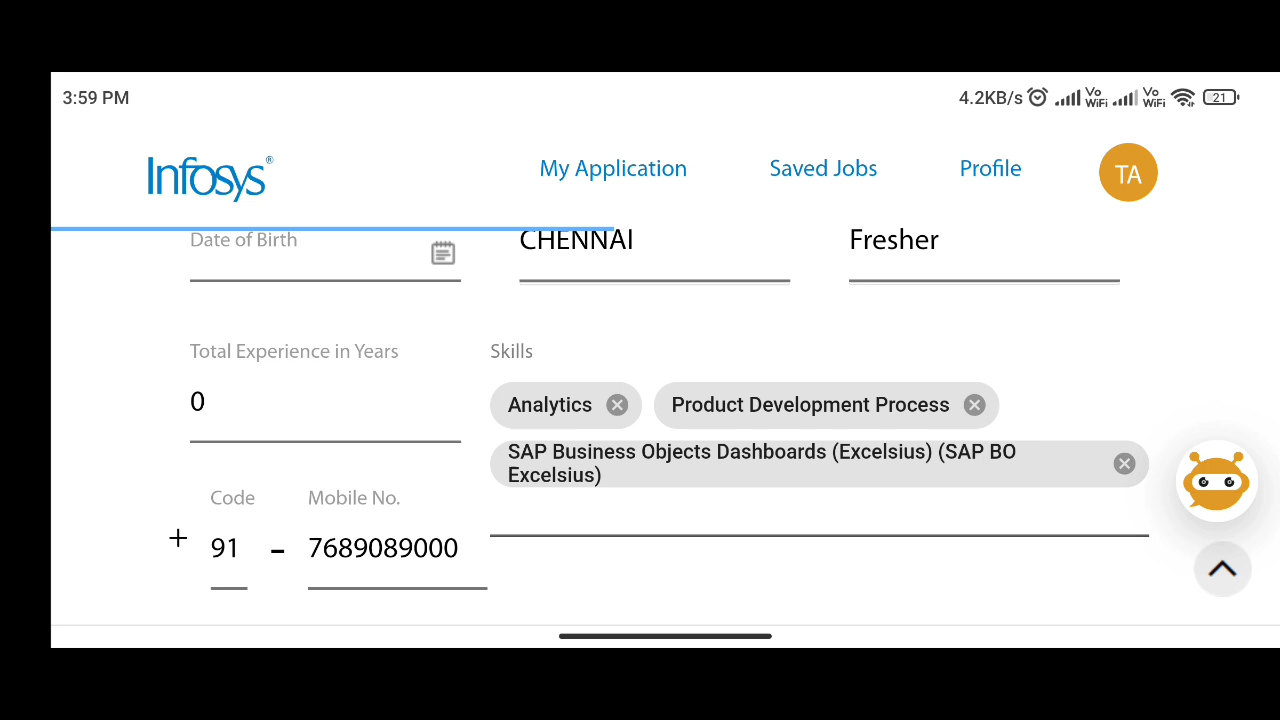 3:59 PM
4.2KB/s Vo WiFi Vo WiFi 21
Infosys®
My Application
Saved Jobs
Profile
TA
Date of Birth
CHENNAI
Fresher
Total Experience in Years
0
Skills
Analytics
Product Development Process
SAP Business Objects Dashboards (Excelsius) (SAP BO
Excelsius)
Code
Mobile No.
+ 91 - 7689089000